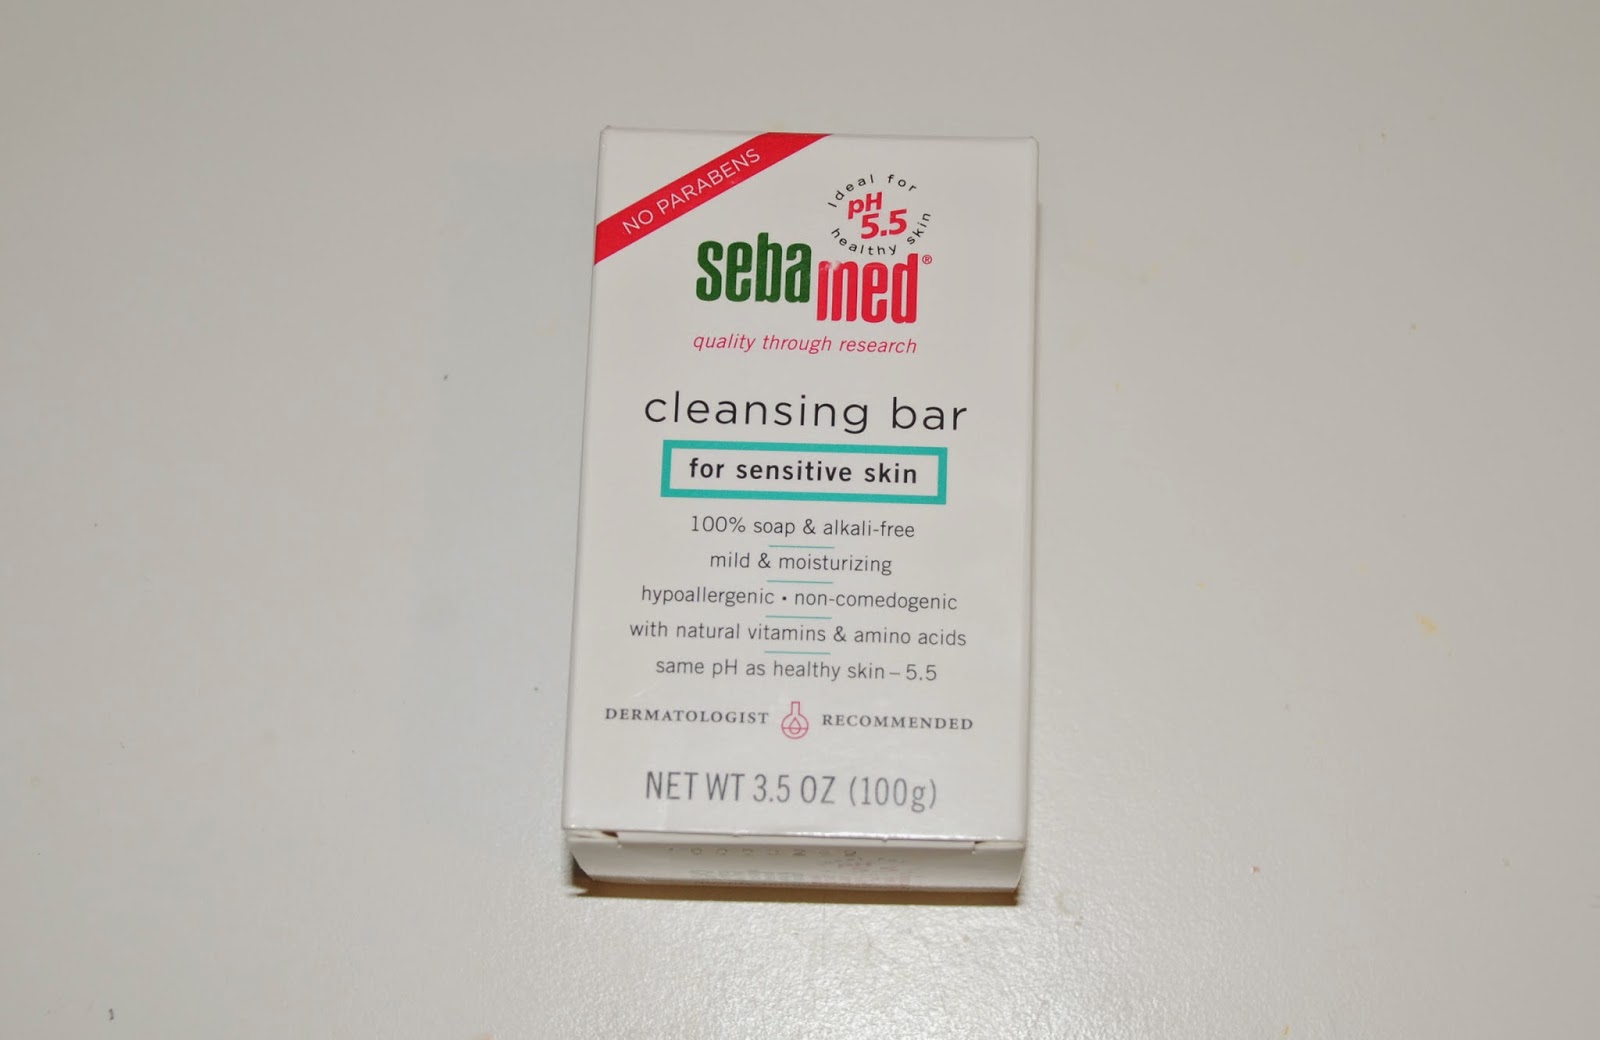 NO PARABENS
Ideal for
pH
5.5
healthy skin
sebamed®
quality through research
cleansing bar
for sensitive skin
100% soap & alkali-free
mild & moisturizing
hypoallergenic • non-comedogenic
with natural vitamins & amino acids
same pH as healthy skin – 5.5
DERMATOLOGIST RECOMMENDED
NET WT 3.5 OZ (100g)